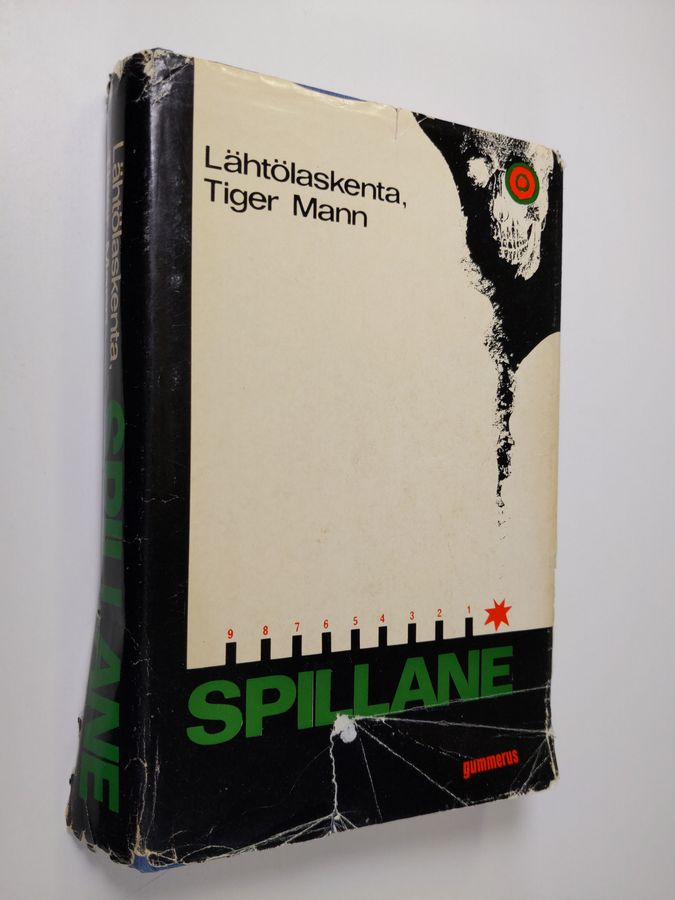 Lähtölaskenta,
Tiger Mann
9 8 7 6 5 4 3 2 1
SPILLANE
gummerus
Lähtölaskenta,
SPILLANE